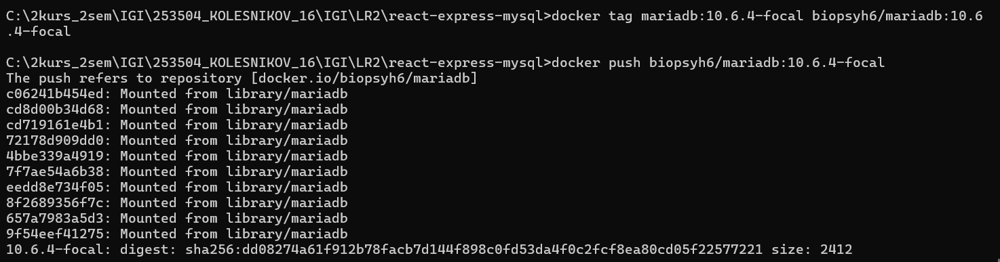 C:\2kurs_2sem\IGI\253504_KOLESNIKOV_16\IGI\LR2\react-express-mysql>docker tag mariadb:10.6.4-focal biopsyh6/mariadb:10.6
.4-focal
C:\2kurs_2sem\IGI\253504_KOLESNIKOV_16\IGI\LR2\react-express-mysql>docker push biopsyh6/mariadb:10.6.4-focal
The push refers to repository [docker.io/biopsyh6/mariadb]
c06241b454ed: Mounted from library/mariadb
cd8d00b34d68: Mounted from library/mariadb
cd719161e4b1: Mounted from library/mariadb
72178d909dd0: Mounted from library/mariadb
4bbe339a4919: Mounted from library/mariadb
7f7ae54a6b38: Mounted from library/mariadb
eedd8e734f05: Mounted from library/mariadb
8f2689356f7c: Mounted from library/mariadb
657a7983a5d3: Mounted from library/mariadb
9f54eef41275: Mounted from library/mariadb
10.6.4-focal: digest: sha256:dd08274a61f912b78facb7d144f898c0fd53da4f0c2fcf8ea80cd05f22577221 size: 2412